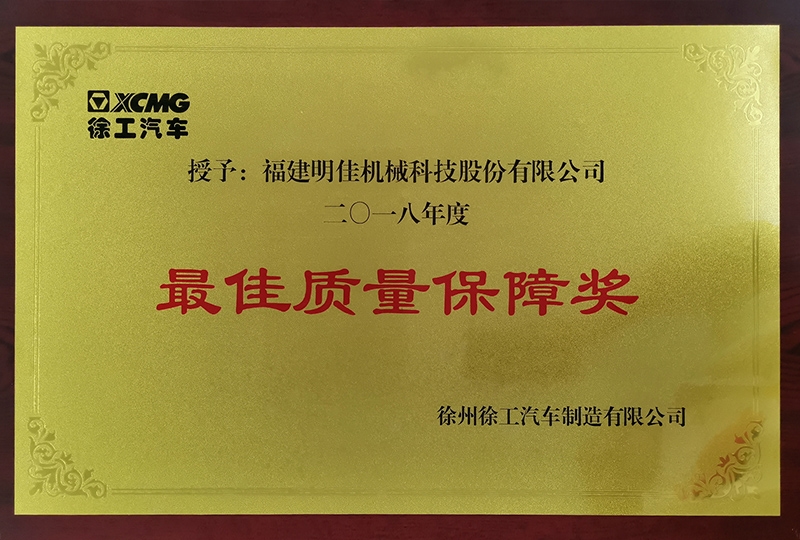 XCMG
徐工汽车
授予：福建明佳机械科技股份有限公司
二〇一八年度
最佳质量保障奖
徐州徐工汽车制造有限公司